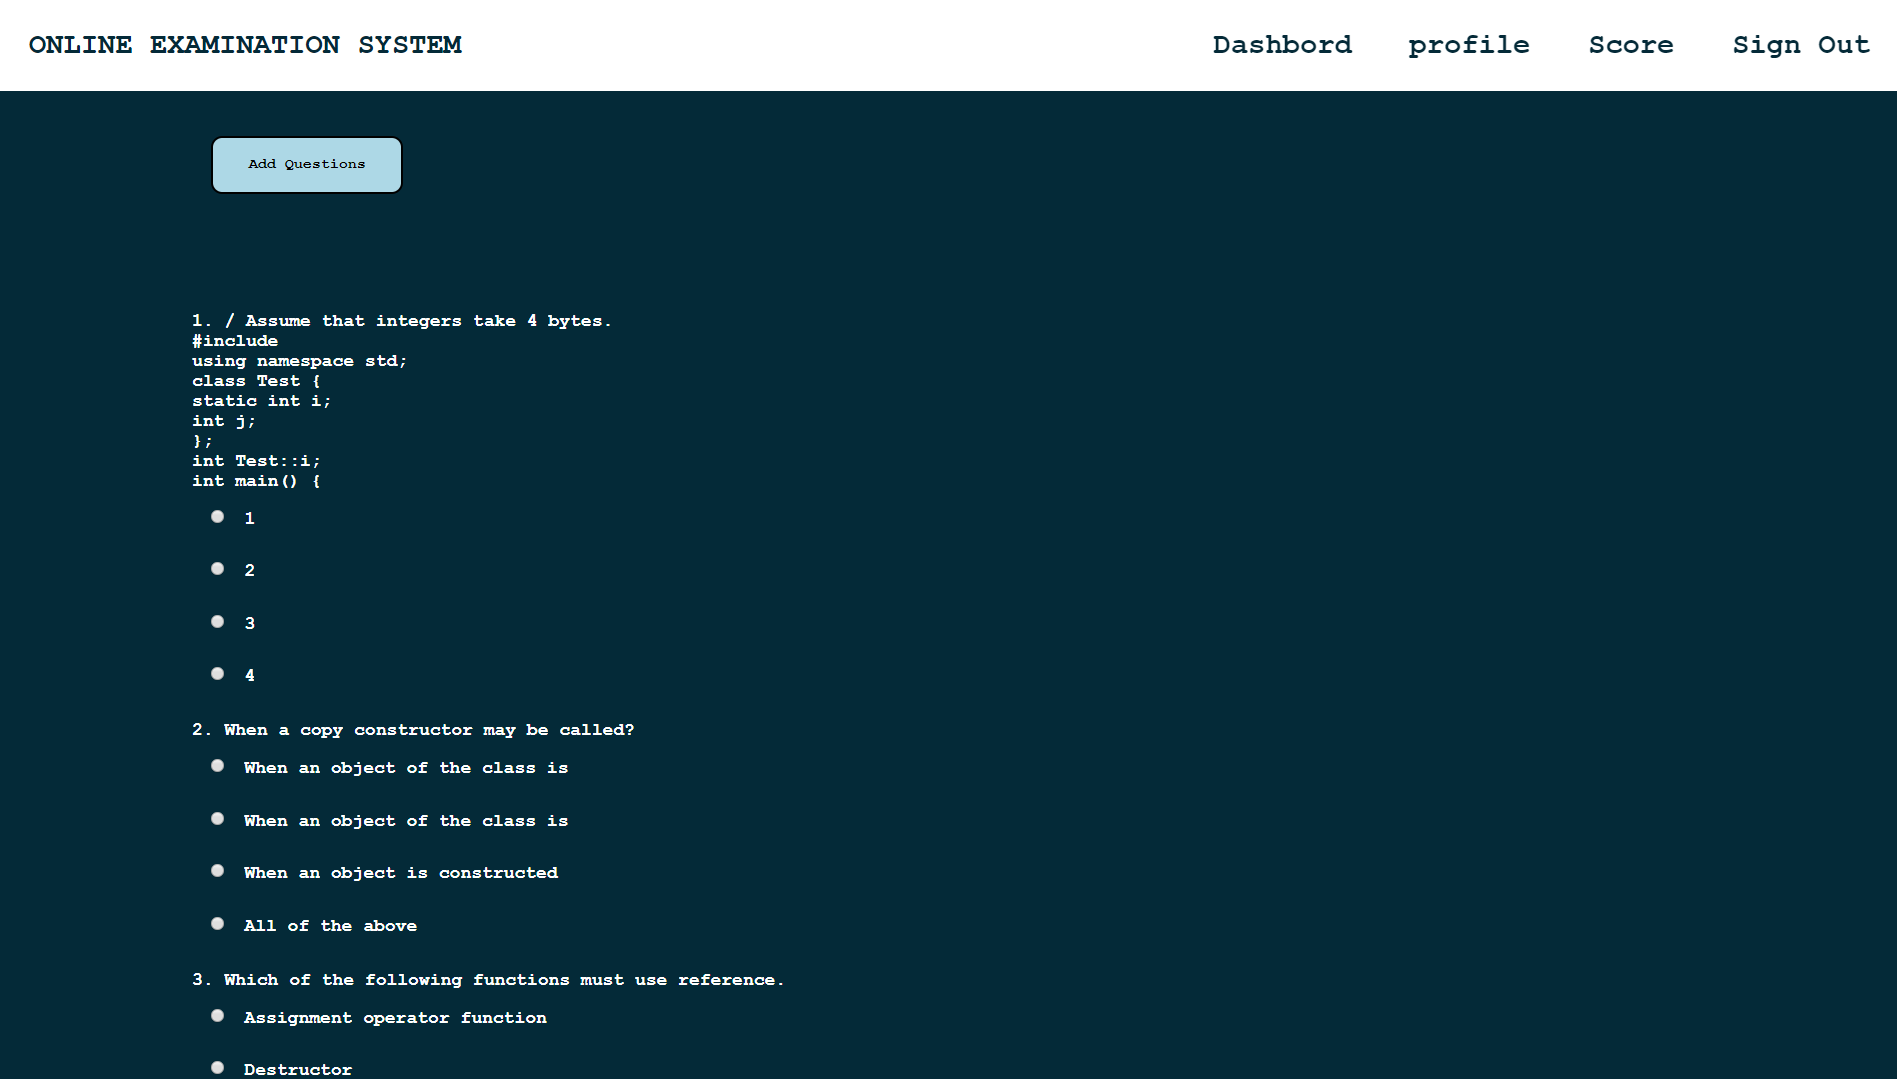 ONLINE EXAMINATION SYSTEM
Dashbord profile Score Sign Out
Add Questions
1. / Assume that integers take 4 bytes.
#include
using namespace std;
class Test {
static int i;
int j;
};
int Test::i;
int main() {
1
2
3
4
2. When a copy constructor may be called?
When an object of the class is
When an object of the class is
When an object is constructed
All of the above
3. Which of the following functions must use reference.
Assignment operator function
Destructor